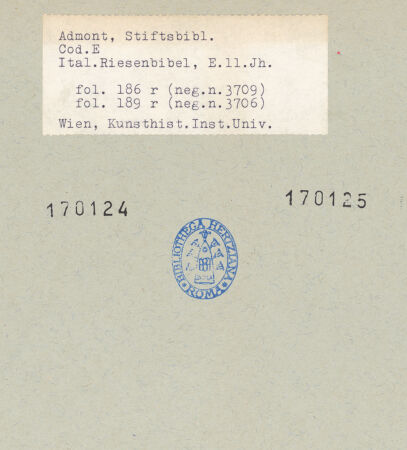 Admont, Stiftsbibl.
Cod.E
Ital.Riesenbibel, E.11.Jh.
fol. 186 r (neg.n.3709)
fol. 189 r (neg.n.3706)
Wien, Kunsthist.Inst.Univ.
170124
170125
BIBLIOTHECA HERTZIANA
• ROMA •